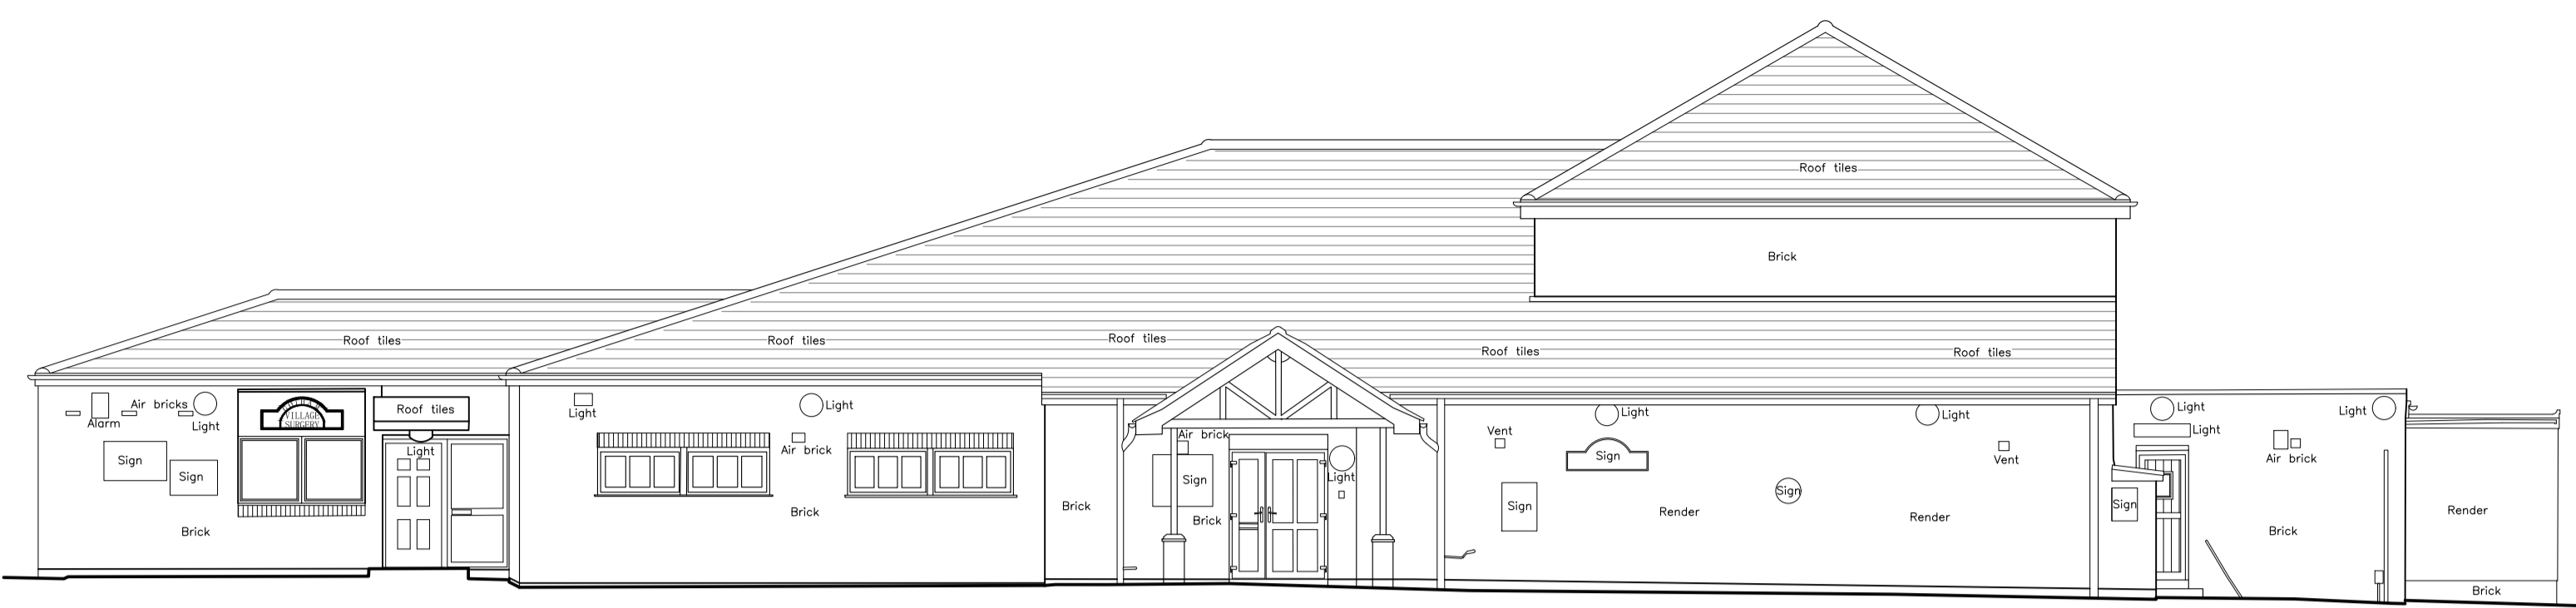 Roof tiles
Brick
Roof tiles
Roof tiles
Roof tiles
Roof tiles
Roof tiles
Air bricks
Alarm
Light
VILLAGE
SURGERY
Roof tiles
Light
Sign
Sign
Brick
Light
Light
Air brick
Brick
Brick
Air brick
Sign
Brick
Light
Vent
Light
Sign
Sign
Sign
Render
Light
Vent
Render
Sign
Light
Light
Light
Air brick
Brick
Render
Brick